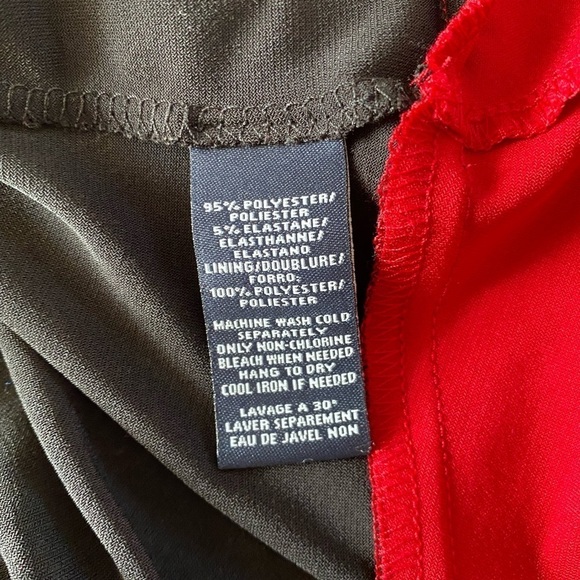 95% POLYESTER/
POLIESTER
5% ELASTANE/
ELASTHANNE/
ELASTANO
LINING/DOUBLURE/
FORRO:
100% POLYESTER/
POLIESTER
MACHINE WASH COLD
SEPARATELY
ONLY NON-CHLORINE
BLEACH WHEN NEEDED
HANG TO DRY
COOL IRON IF NEEDED
LAVAGE A 30°
LAVER SEPAREMENT
EAU DE JAVEL NON